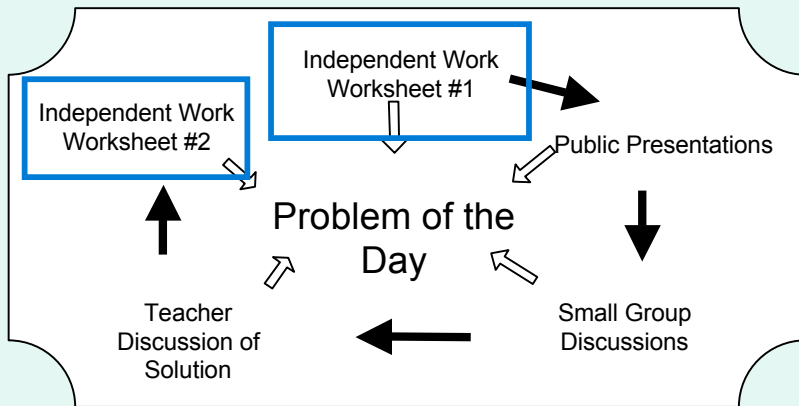 Independent Work
Worksheet #1
Independent Work
Worksheet #2
Public Presentations
Problem of the
Day
Teacher
Discussion of
Solution
Small Group
Discussions